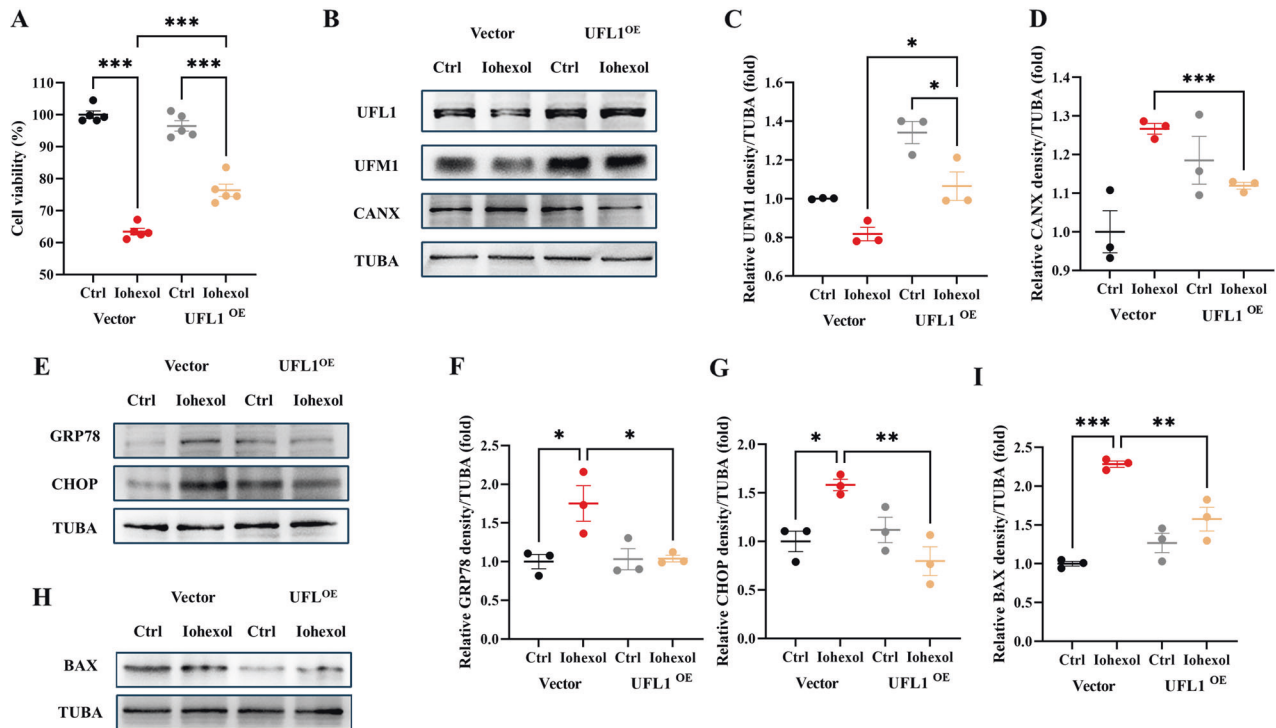 A
B
C
D
***
***
***
Cell viability (%)
110
100
90
80
70
60
50
Ctrl Iohexol Ctrl Iohexol
Vector UFL1 OE
Vector UFL1OE
Ctrl Iohexol Ctrl Iohexol
UFL1
UFM1
CANX
TUBA
Relative UFM1 density/TUBA (fold)
1.6
1.4
1.2
1.0
0.8
0.6
*
*
Ctrl Iohexol Ctrl Iohexol
Vector UFL1 OE
Relative CANX density/TUBA (fold)
1.4
1.3
1.2
1.1
1.0
0.9
***
Ctrl Iohexol Ctrl Iohexol
Vector UFL1 OE
E
Vector UFL1OE
Ctrl Iohexol Ctrl Iohexol
GRP78
CHOP
TUBA
F
Relative GRP78 density/TUBA (fold)
2.5
2.0
1.5
1.0
0.5
0.0
* *
Ctrl Iohexol Ctrl Iohexol
Vector UFL1 OE
G
Relative CHOP density/TUBA (fold)
2.0
1.5
1.0
0.5
0.0
* **
Ctrl Iohexol Ctrl Iohexol
Vector UFL1 OE
H
Vector UFLOE
Ctrl Iohexol Ctrl Iohexol
BAX
TUBA
I
Relative BAX density/TUBA (fold)
2.5
2.0
1.5
1.0
0.5
0.0
*** **
Ctrl Iohexol Ctrl Iohexol
Vector UFL1 OE